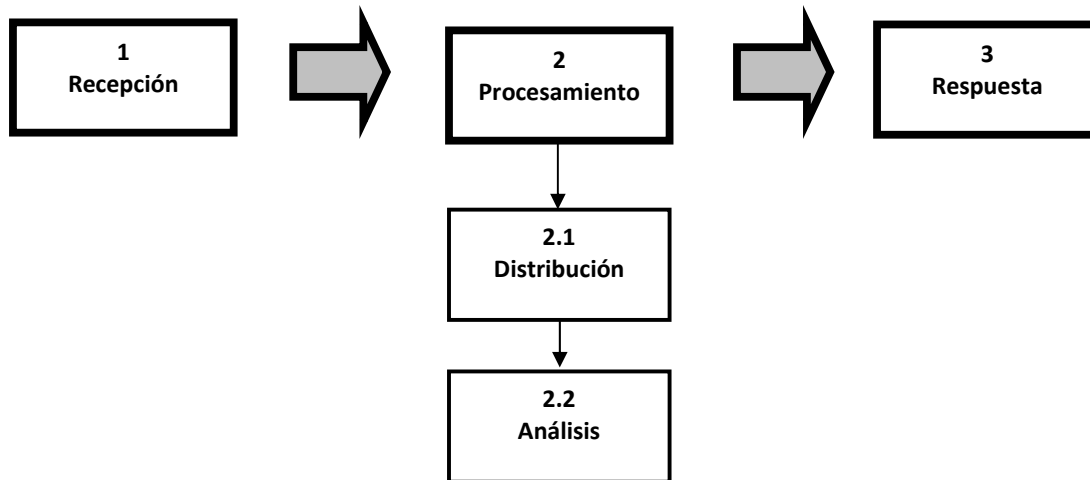 1
Recepción
2
Procesamiento
3
Respuesta
2.1
Distribución
2.2
Análisis